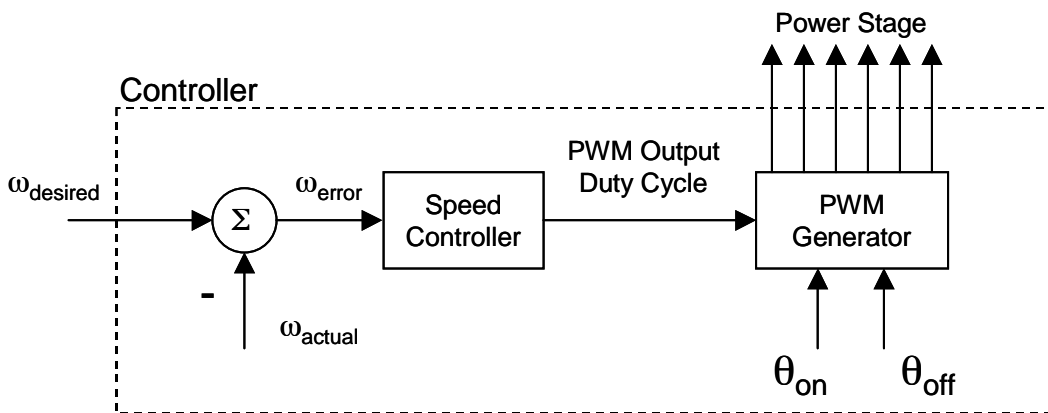 Power Stage
Controller
PWM Output
Duty Cycle
ωdesired
Σ
ωerror
Speed
Controller
PWM
Generator
-
ωactual
θon
θoff